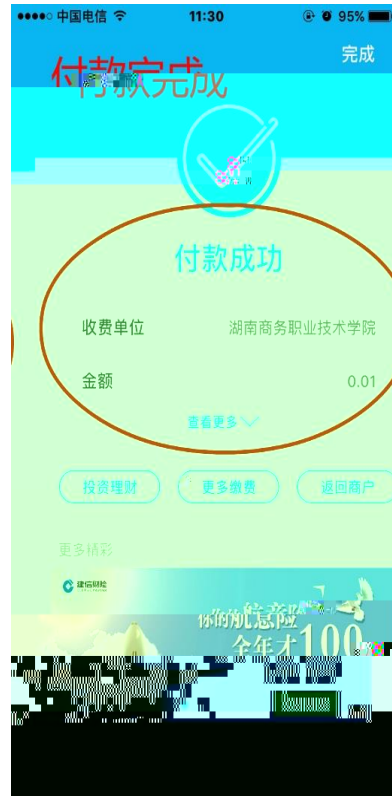 中国电信 11:30 95%
付款完成 完成
付款成功
收费单位 湖南商务职业技术学院
金额 0.01
查看更多
投资理财 更多缴费 返回商户
更多精彩
建信财险
你的航意险
全年才100